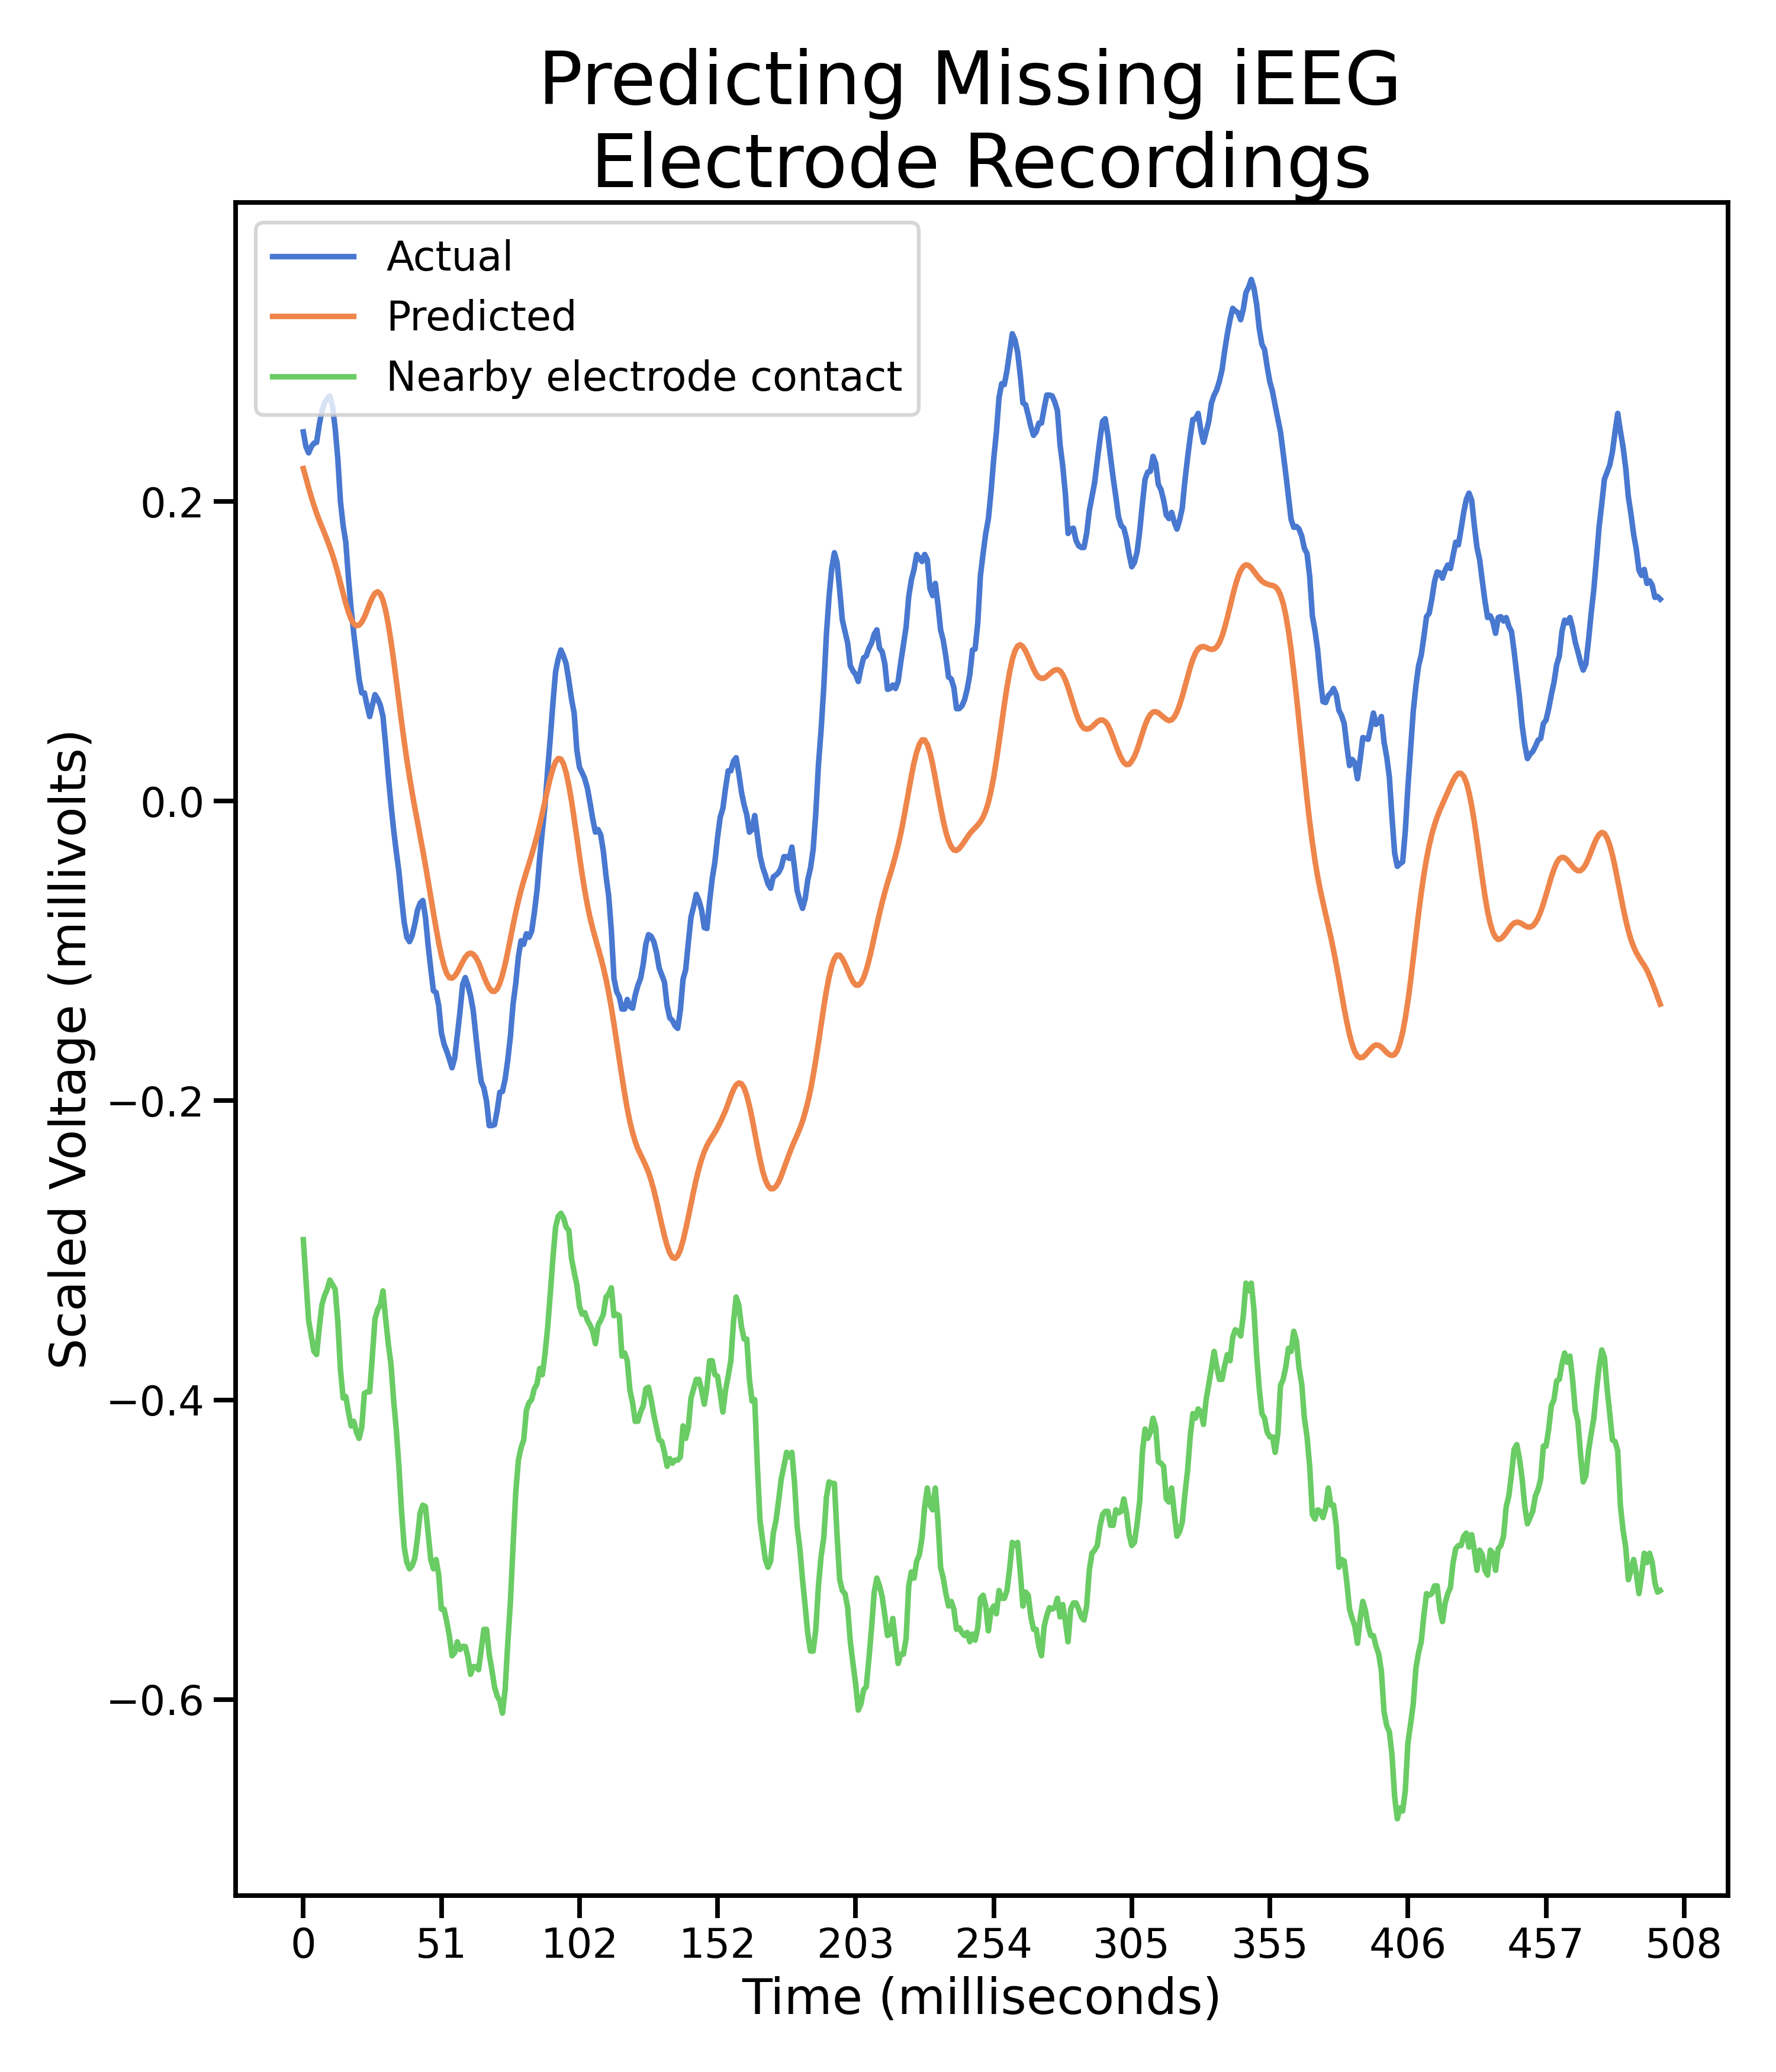 Predicting Missing iEEG
Electrode Recordings
Actual
Predicted
Nearby electrode contact
Scaled Voltage (millivolts)
0.2
0.0
−0.2
−0.4
−0.6
0 51 102 152 203 254 305 355 406 457 508
Time (milliseconds)